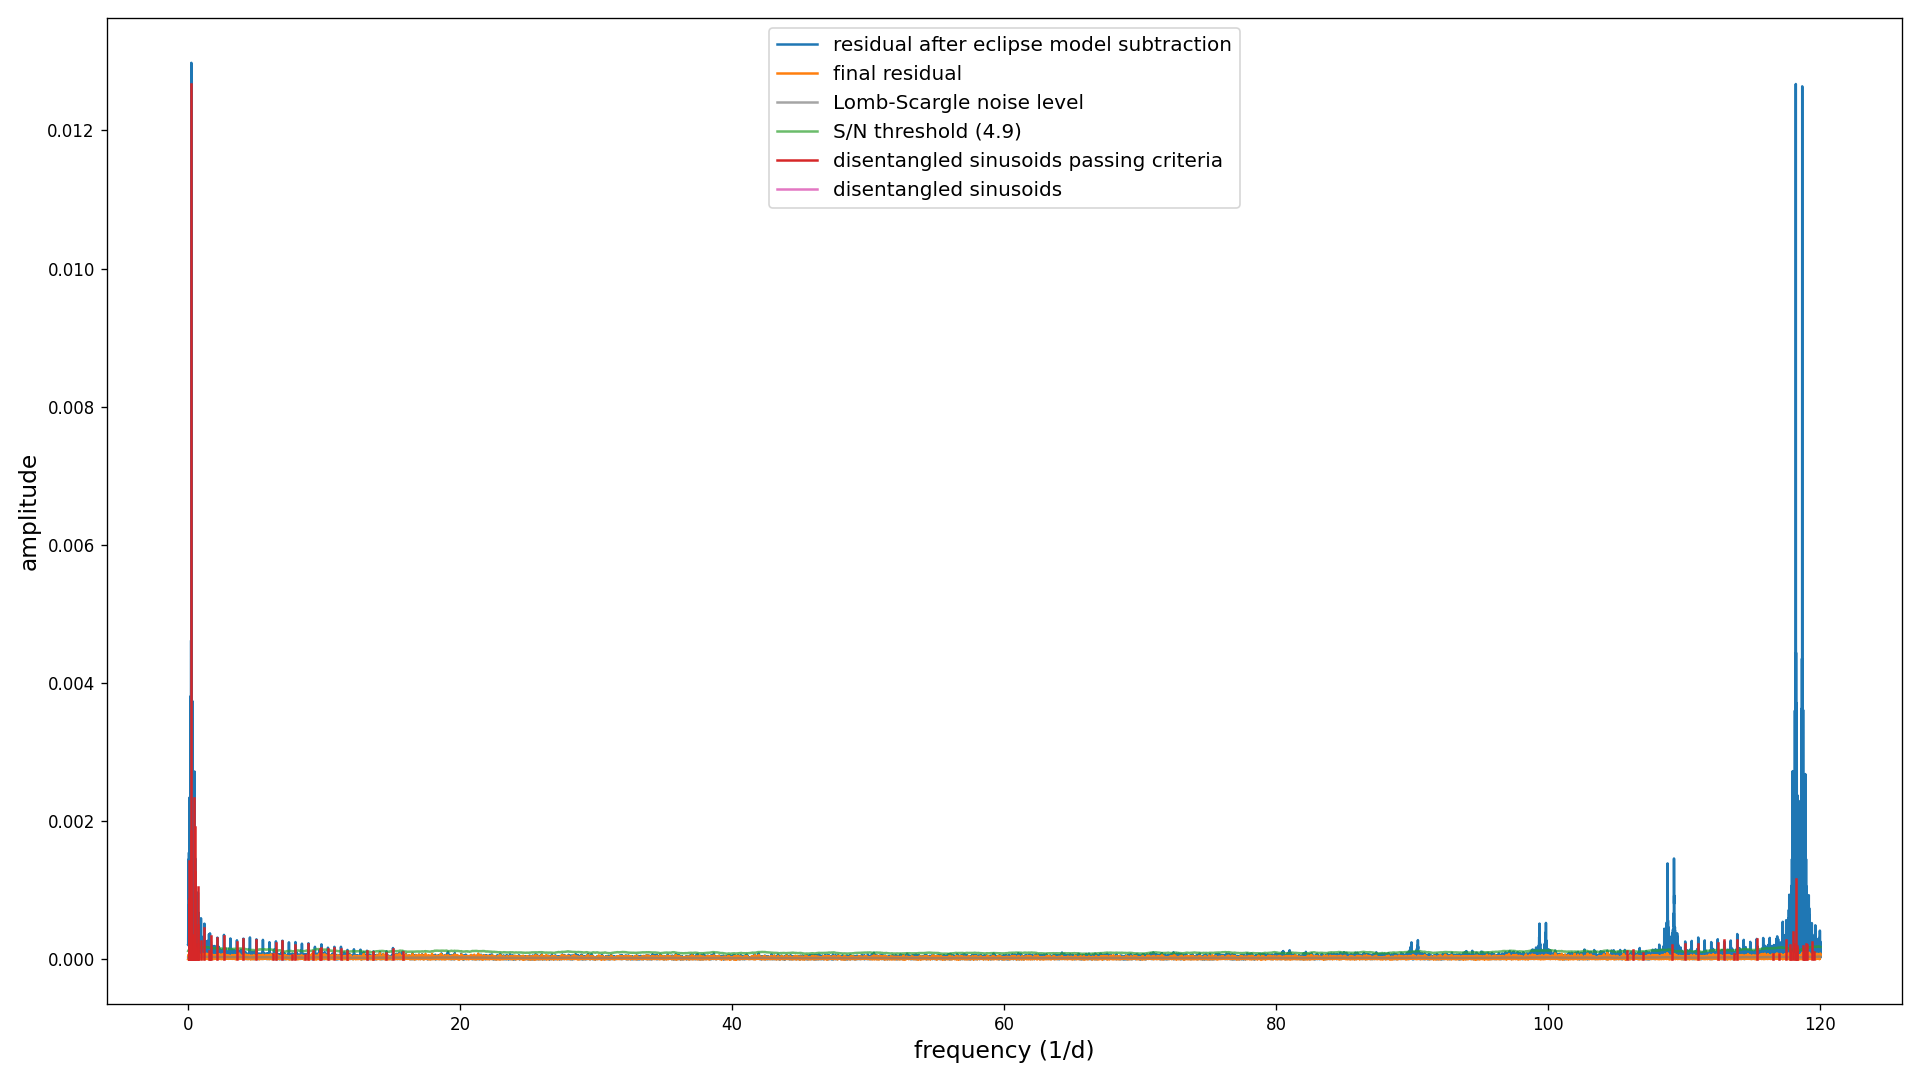 residual after eclipse model subtraction
final residual
Lomb-Scargle noise level
S/N threshold (4.9)
disentangled sinusoids passing criteria
disentangled sinusoids
amplitude
0.012
0.010
0.008
0.006
0.004
0.002
0.000
0 20 40 60 80 100 120
frequency (1/d)